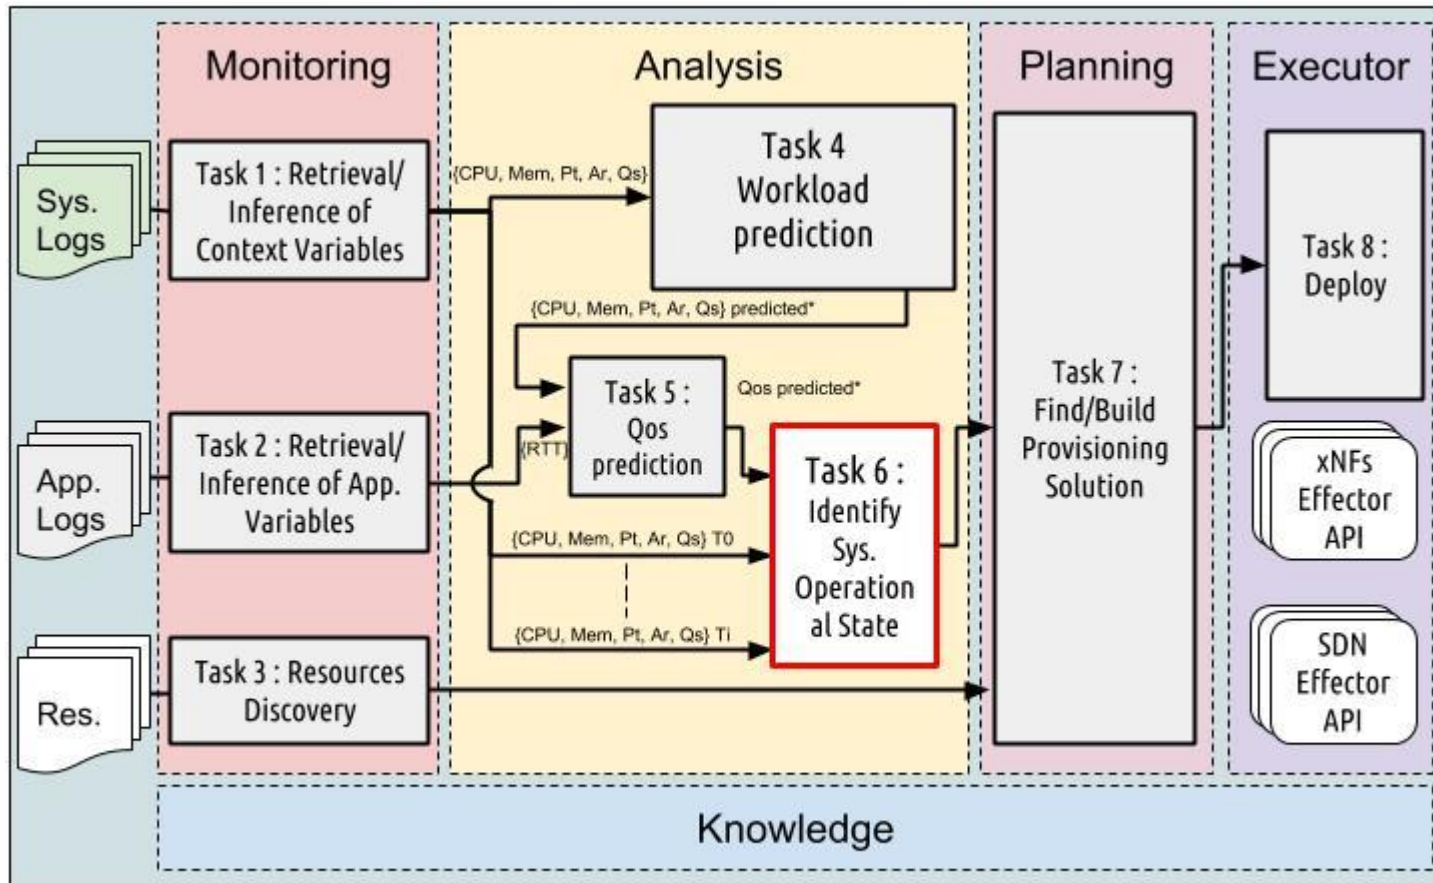 Monitoring
Analysis
Planning
Executor
Sys.
Logs
Task 1 : Retrieval/
Inference of
Context Variables
{CPU, Mem, Pt, Ar, Qs}
Task 4
Workload
prediction
Task 8 :
Deploy
{CPU, Mem, Pt, Ar, Qs} predicted*
Task 5 :
Qos
prediction
Qos predicted*
Task 7 :
Find/Build
Provisioning
Solution
App.
Logs
Task 2 : Retrieval/
Inference of App.
Variables
{RTT}
Task 6 :
Identify
Sys.
Operation
al State
xNFs
Effector
API
{CPU, Mem, Pt, Ar, Qs} T0
{CPU, Mem, Pt, Ar, Qs} Ti
Res.
Task 3 : Resources
Discovery
SDN
Effector
API
Knowledge